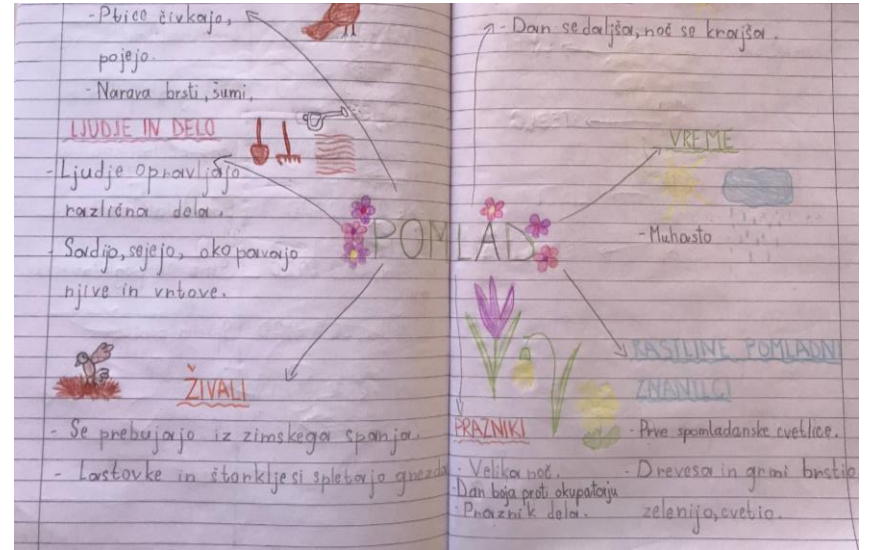 - Ptice čivkajo,
pojejo.
- Narava brsti, šumi,
LJUDJE IN DELO
- Ljudje opravljajo
različna dela.
- Sadijo, sejejo, okopavajo
njive in vrtove.
ŽIVALI
- Se prebujajo iz zimskega spanja.
- Lastovke in štorklje si spletajo gnezda
POMLAD
- Dan se daljša, noč se krajša.
VREME
- Muhasto
RASTLINE POMLADNI
ZNANILCI
- Prve spomladanske cvetlice.
- Drevesa in grmi brstijo
zelenijo, cvetio.
PRAZNIKI
- Velika noč.
- Dan boja proti okupatorju
- Praznik dela.